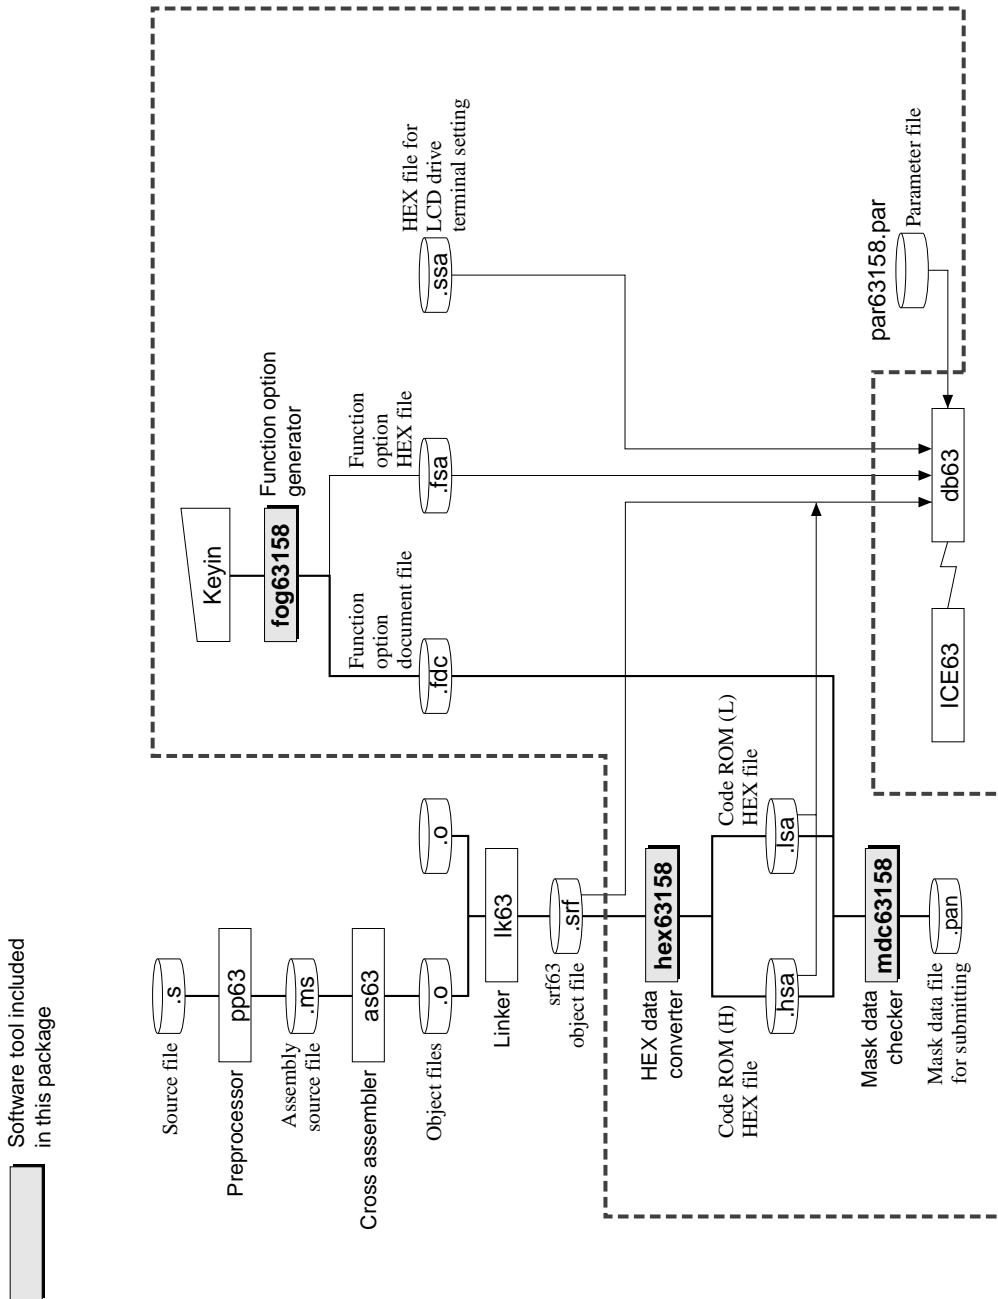 Software tool included
in this package
Source file
.s
Preprocessor
pp63
Assembly
source file
.ms
Cross assembler
as63
Object files
.o
.o
Linker
lk63
srf63
object file
.srf
HEX data
converter
hex63158
Code ROM (H)
HEX file
.hsa
Code ROM (L)
HEX file
.lsa
Mask data
checker
mdc63158
Mask data file
for submitting
.pan
Keyin
fog63158
Function option
generator
Function
option
document file
.fdc
Function
option
HEX file
.fsa
HEX file for
LCD drive
terminal setting
.ssa
par63158.par
Parameter file
db63
ICE63